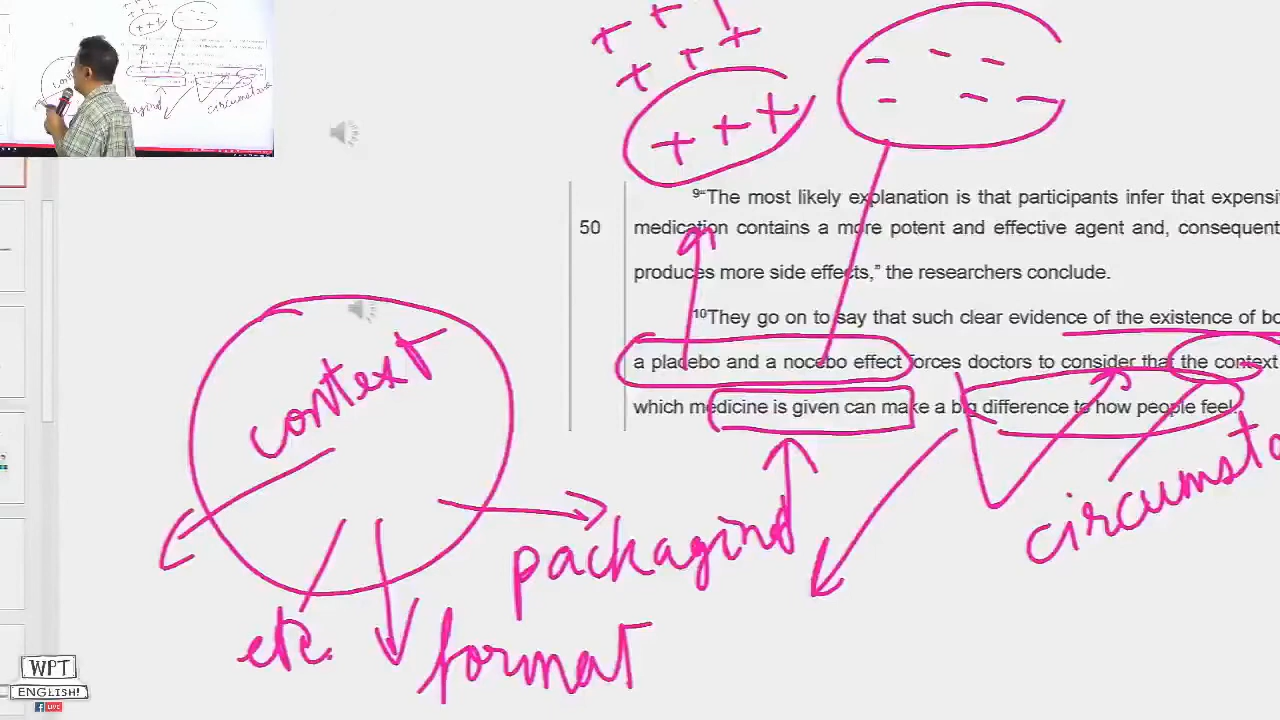 9“The most likely explanation is that participants infer that expensi
50
medication contains a more potent and effective agent and, consequent
produces more side effects,” the researchers conclude.
10They go on to say that such clear evidence of the existence of bo
a placebo and a nocebo effect forces doctors to consider that the context
which medicine is given can make a big difference to how people feel.
context
circumsta
packaging
etc.
format
WPT
ENGLISH!
LIVE